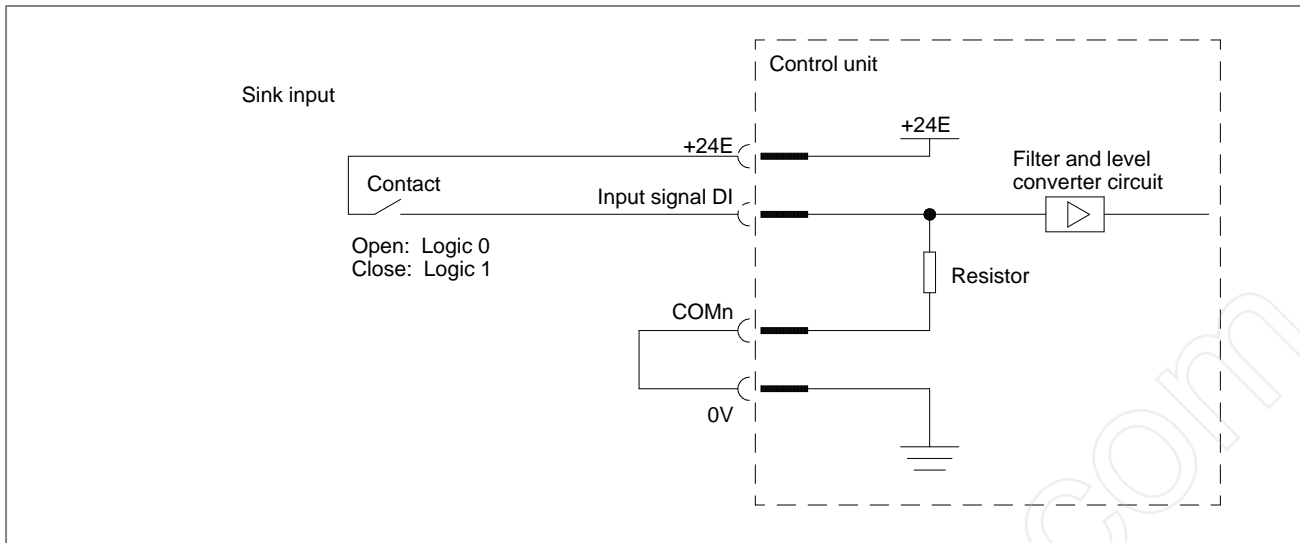 Control unit
Sink input
+24E
+24E
Filter and level
converter circuit
Contact
Input signal DI
Open: Logic 0
Close: Logic 1
Resistor
COMn
0V
com